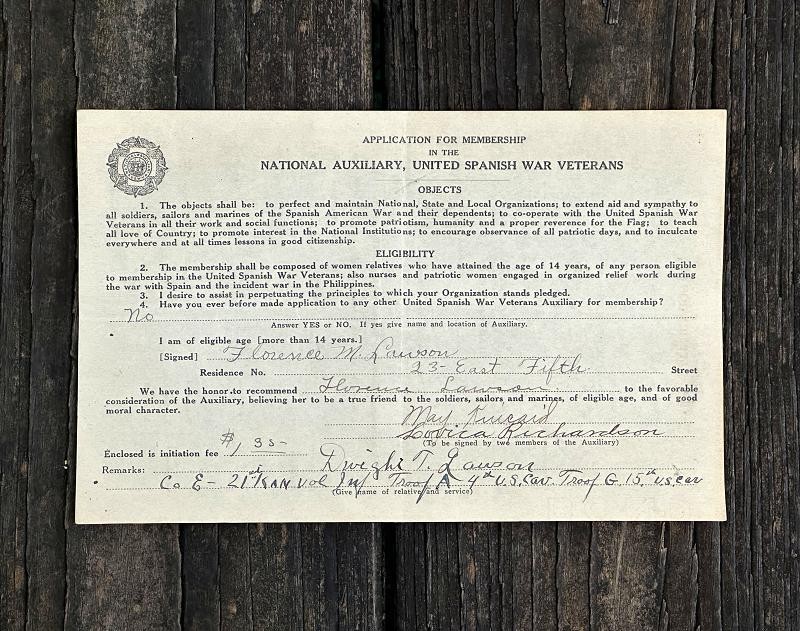 APPLICATION FOR MEMBERSHIP
IN THE
NATIONAL AUXILIARY, UNITED SPANISH WAR VETERANS
OBJECTS
1. The objects shall be: to perfect and maintain National, State and Local Organizations; to extend aid and sympathy to
all soldiers, sailors and marines of the Spanish American War and their dependents; to co-operate with the United Spanish War
Veterans in all their work and social functions; to promote patriotism, humanity and a proper reverence for the Flag; to teach
all love of Country; to promote interest in the National Institutions; to encourage observance of all patriotic days, and to inculcate
everywhere and at all times lessons in good citizenship.
ELIGIBILITY
2. The membership shall be composed of women relatives who have attained the age of 14 years, of any person eligible
to membership in the United Spanish War Veterans; also nurses and patriotic women engaged in organized relief work during
the war with Spain and the incident war in the Philippines.
3. I desire to assist in perpetuating the principles to which your Organization stands pledged.
4. Have you ever before made application to any other United Spanish War Veterans Auxiliary for membership?
No
Answer YES or NO. If yes give name and location of Auxiliary.
I am of eligible age [more than 14 years.]
[Signed] Florence M. Lawson
Residence No. 23- East Fifth Street
We have the honor to recommend Florence Lawson to the favorable
consideration of the Auxiliary, believing her to be a true friend to the soldiers, sailors and marines, of eligible age, and of good
moral character.
May Kincaid
Lovica Richardson
(To be signed by two members of the Auxiliary)
Enclosed is initiation fee $1,35-
Remarks: Dwight T. Lawson
Co E- 21st KAN Vol Inf Troop A 4th U.S. Cav. Troop G. 15th U.S. Cav
(Give name of relative and service)